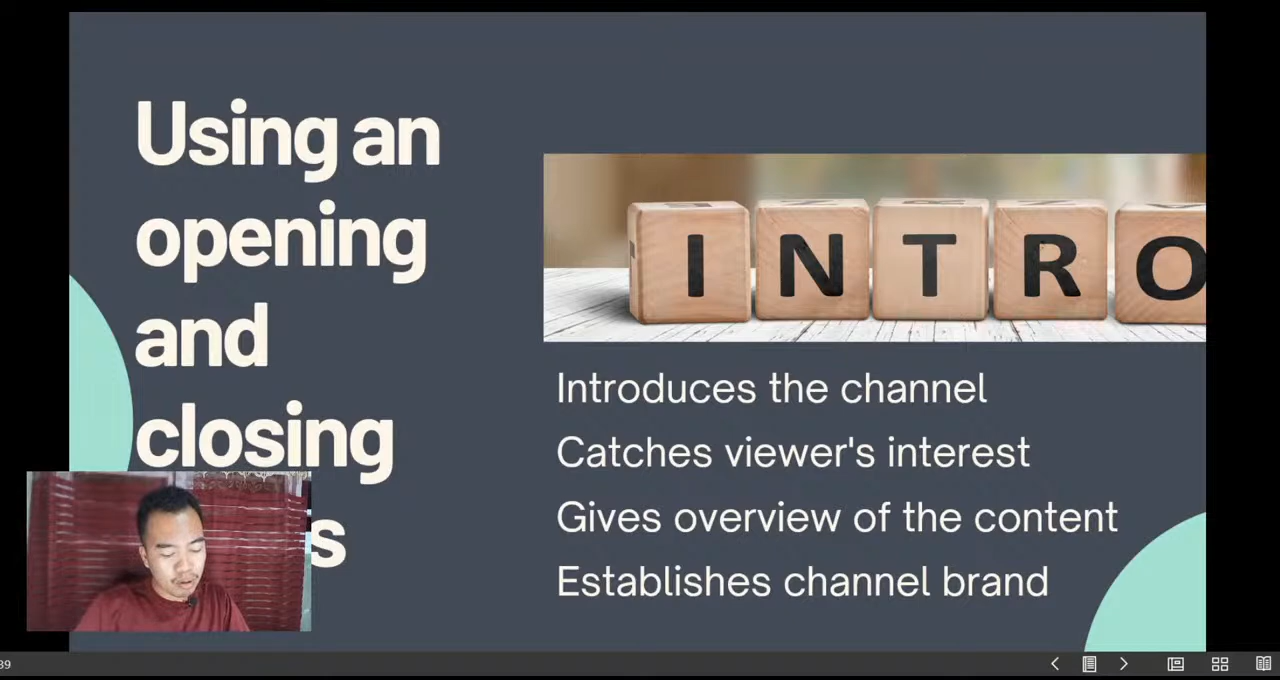 Using an
opening
and
closing
s
INTRO
Introduces the channel
Catches viewer's interest
Gives overview of the content
Establishes channel brand
39